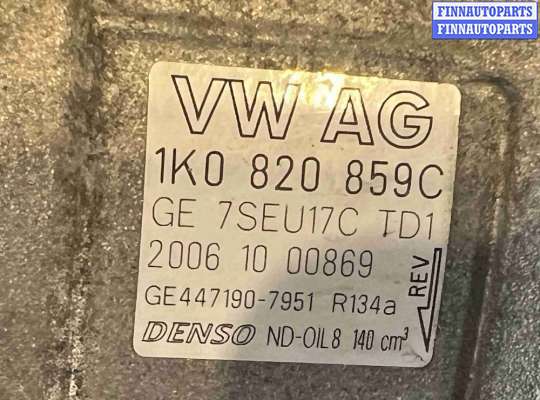 FINNAUTOPARTS
FINNAUTOPARTS
VW AG
1K0 820 859C
GE 7SEU17C TD1
2006 10 00869
REV
GE447190-7951 R134a
DENSO ND-OIL8 140 cm³